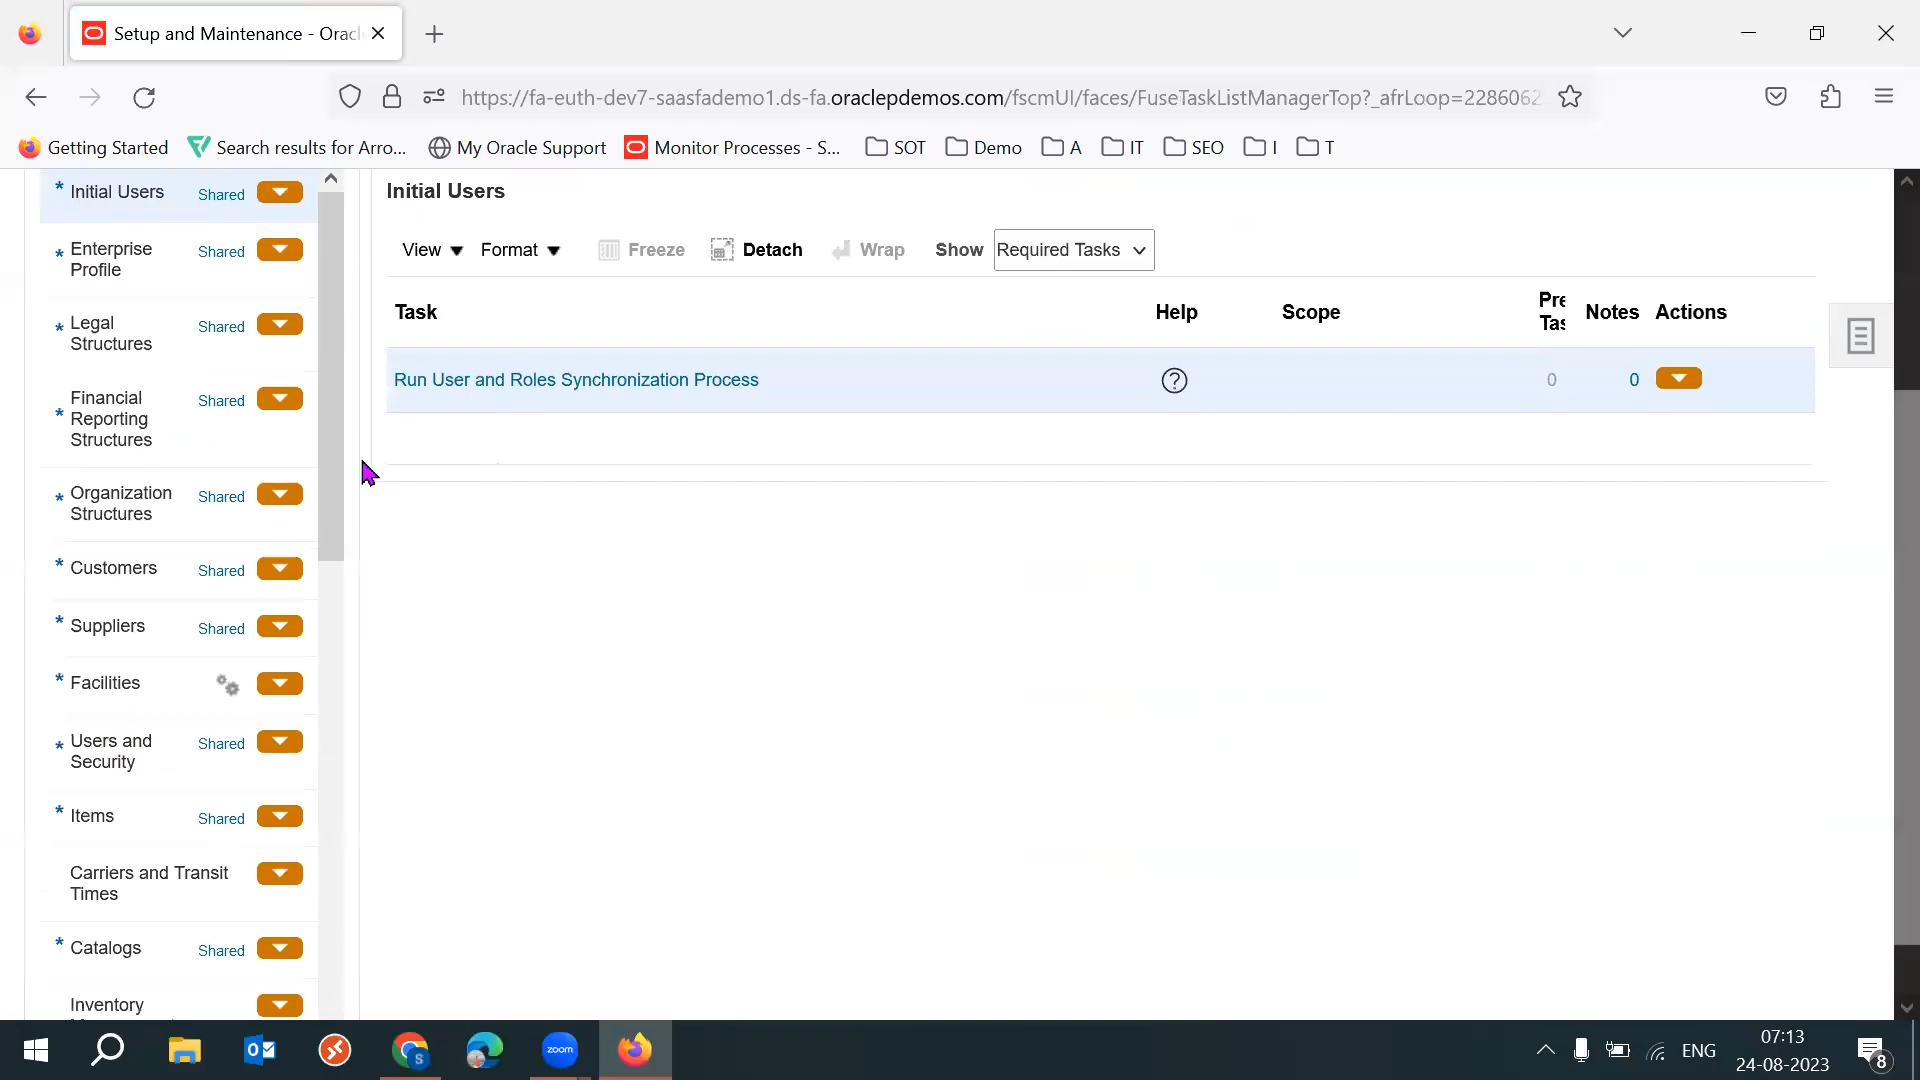 Setup and Maintenance - Oracl
https://fa-euth-dev7-saasfademo1.ds-fa.oraclepdemos.com/fscmUI/faces/FuseTaskListManagerTop?_afrLoop=2286062
Getting Started
Search results for Arro...
My Oracle Support
Monitor Processes - S...
SOT
Demo
A
IT
SEO
I
T
* Initial Users Shared
* Enterprise Profile Shared
* Legal Structures Shared
* Financial Reporting Structures Shared
* Organization Structures Shared
* Customers Shared
* Suppliers Shared
* Facilities
* Users and Security Shared
* Items Shared
Carriers and Transit Times
* Catalogs Shared
Inventory
Initial Users
View Format Freeze Detach Wrap Show Required Tasks
Task Help Scope Pre Tas Notes Actions
Run User and Roles Synchronization Process ? 0 0
zoom
ENG
07:13
24-08-2023
8